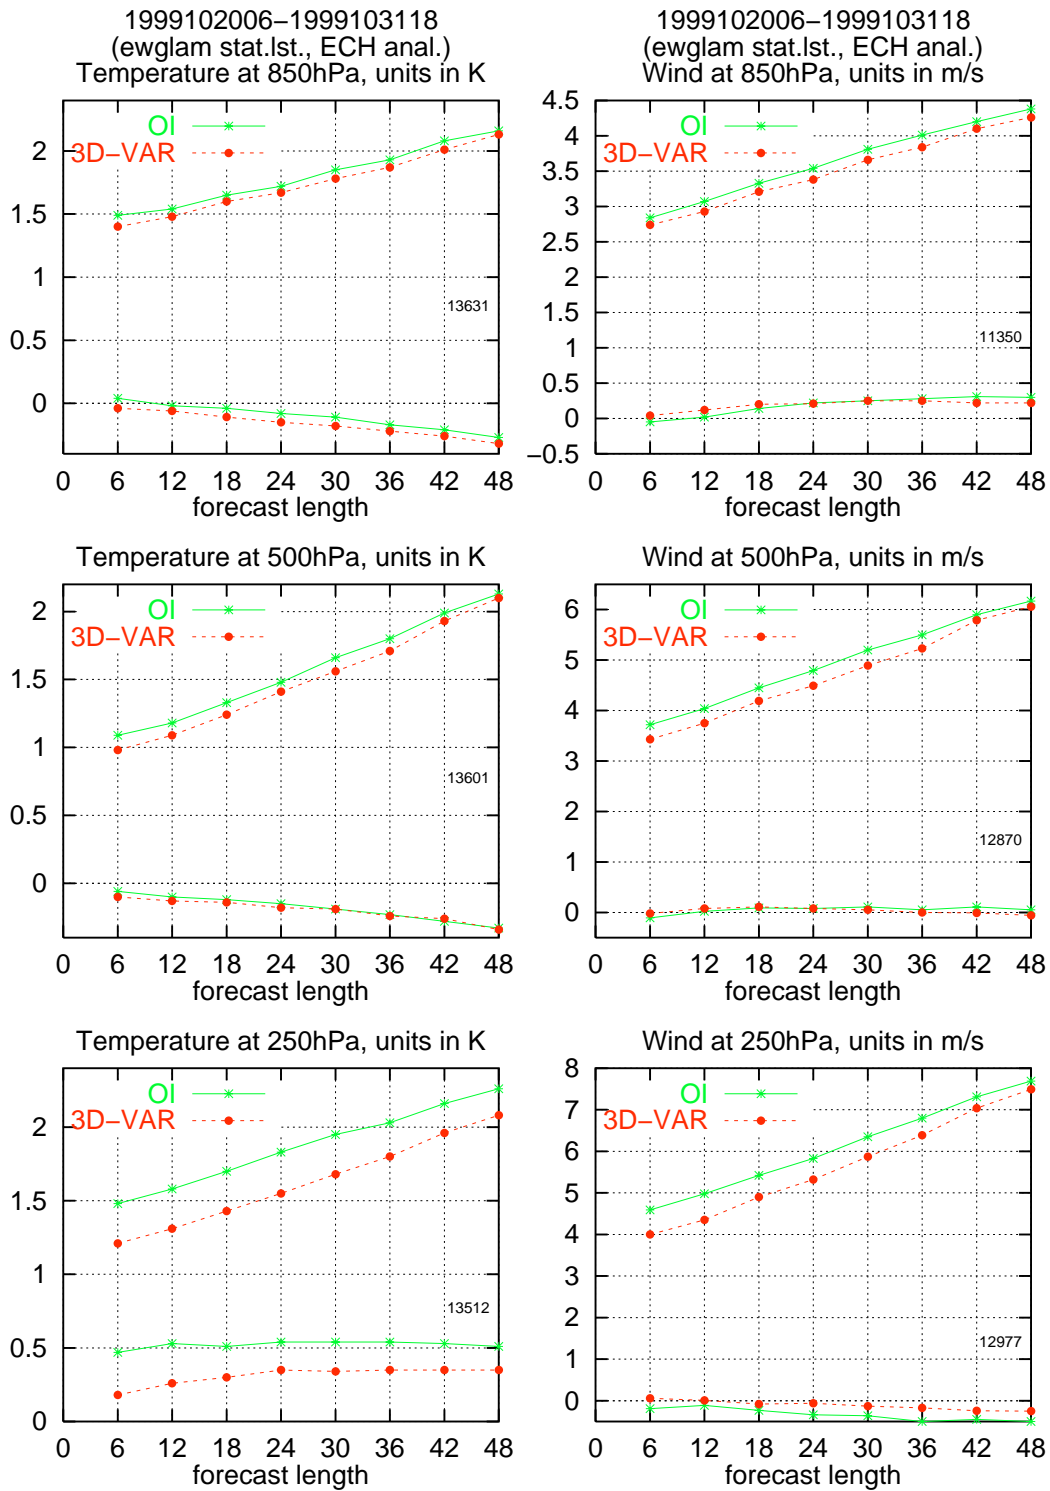 1999102006−1999103118
(ewglam stat.lst., ECH anal.)
Temperature at 850hPa, units in K
OI
3D−VAR
2
1.5
1
0.5
0
13631
0 6 12 18 24 30 36 42 48
forecast length
1999102006−1999103118
(ewglam stat.lst., ECH anal.)
Wind at 850hPa, units in m/s
OI
3D−VAR
4.5
4
3.5
3
2.5
2
1.5
1
0.5
0
−0.5
11350
0 6 12 18 24 30 36 42 48
forecast length
Temperature at 500hPa, units in K
OI
3D−VAR
2
1.5
1
0.5
0
13601
0 6 12 18 24 30 36 42 48
forecast length
Wind at 500hPa, units in m/s
OI
3D−VAR
6
5
4
3
2
1
0
12870
0 6 12 18 24 30 36 42 48
forecast length
Temperature at 250hPa, units in K
OI
3D−VAR
2
1.5
1
0.5
0
13512
0 6 12 18 24 30 36 42 48
forecast length
Wind at 250hPa, units in m/s
OI
3D−VAR
8
7
6
5
4
3
2
1
0
12977
0 6 12 18 24 30 36 42 48
forecast length